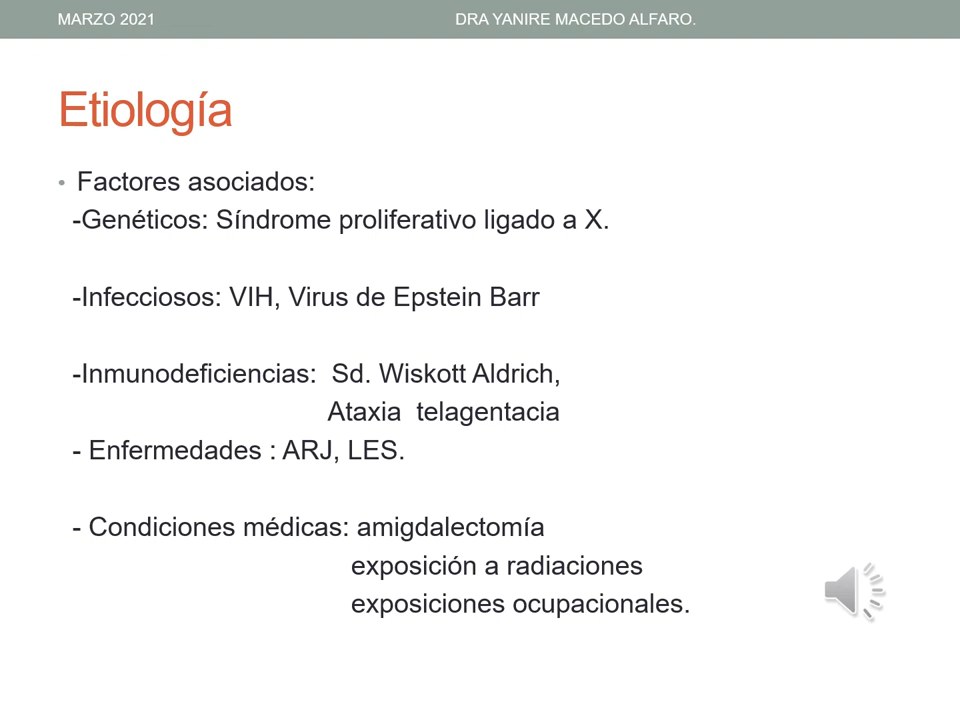 MARZO 2021 DRA YANIRE MACEDO ALFARO.
Etiología
• Factores asociados:
-Genéticos: Síndrome proliferativo ligado a X.
-Infecciosos: VIH, Virus de Epstein Barr
-Inmunodeficiencias: Sd. Wiskott Aldrich,
Ataxia telagentacia
- Enfermedades : ARJ, LES.
- Condiciones médicas: amigdalectomía
exposición a radiaciones
exposiciones ocupacionales.